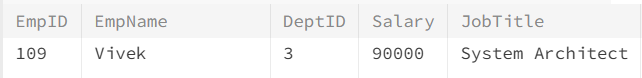 EmpID EmpName DeptID Salary JobTitle
109 Vivek 3 90000 System Architect